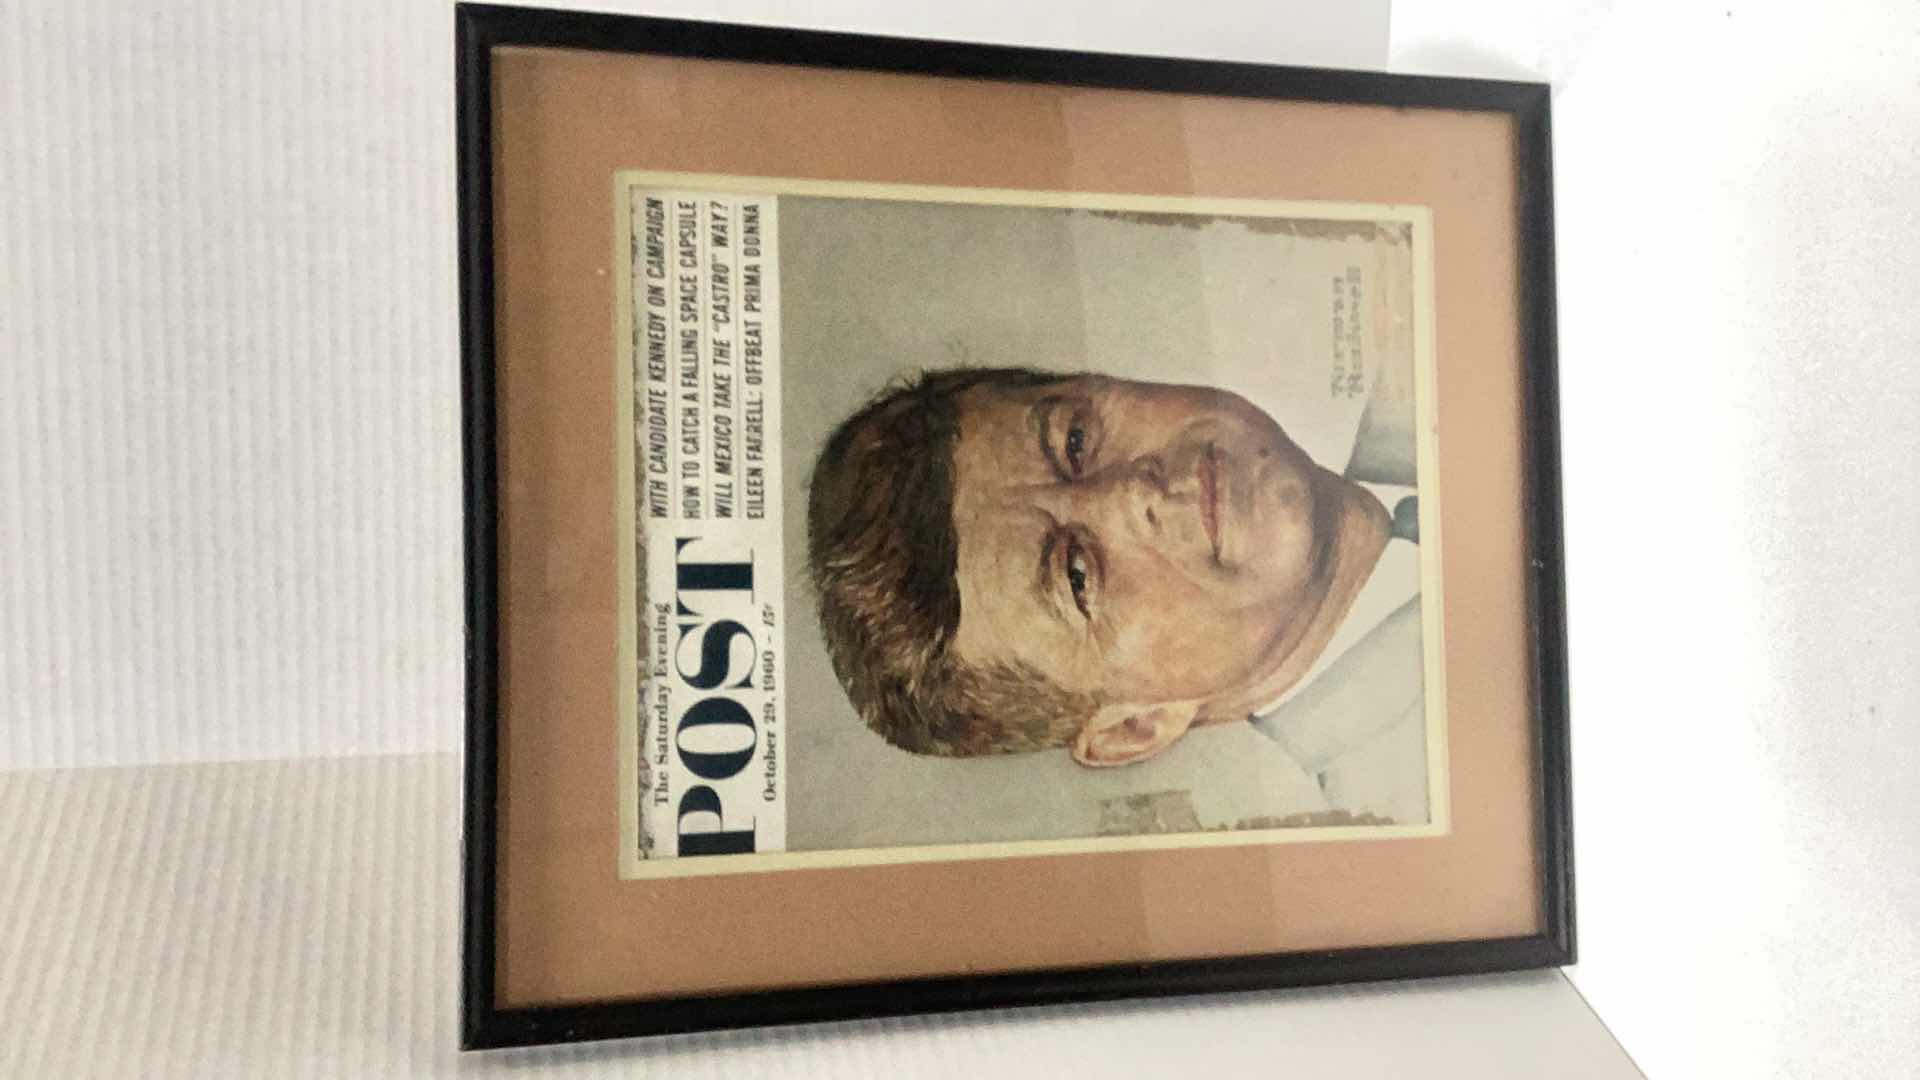 The Saturday Evening
POST
October 29, 1960 – 15¢
WITH CANDIDATE KENNEDY ON CAMPAIGN
HOW TO CATCH A FALLING SPACE CAPSULE
WILL MEXICO TAKE THE "CASTRO" WAY?
EILEEN FARRELL: OFFBEAT PRIMA DONNA
Norman
Rockwell